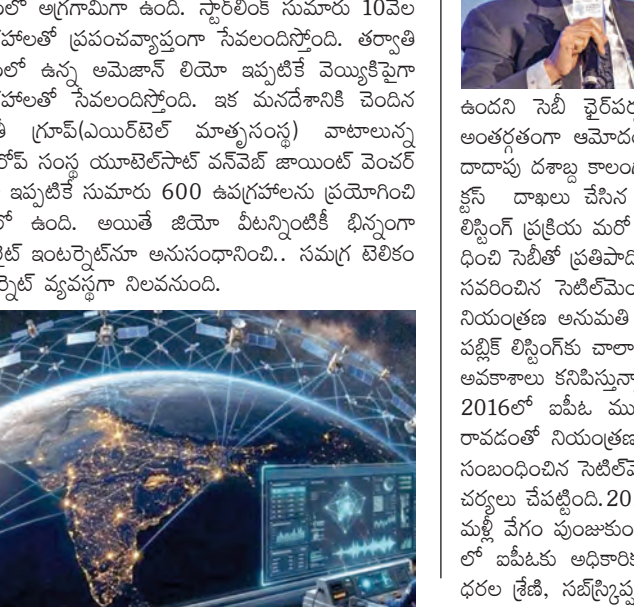 లో అగ్రగామిగా ఉంది. స్టార్‌లింక్ సుమారు 10వేల
హాలతో ప్రపంచవ్యాప్తంగా సేవలందిస్తోంది. తర్వాతి
లో ఉన్న అమెజాన్ లియో ఇప్పటికే వెయ్యికిపైగా
హాలతో సేవలందిస్తోంది. ఇక మనదేశానికి చెందిన
తీ గ్రూప్(ఎయిర్‌టెల్ మాతృసంస్థ) వాటాలున్న
రోప్ సంస్థ యూటెల్‌సాట్ వన్‌వెబ్ జాయింట్ వెంచర్
ఇప్పటికే సుమారు 600 ఉపగ్రహాలను ప్రయోగించి
లో ఉంది. అయితే జియో వీటన్నింటికీ భిన్నంగా
లైట్ ఇంటర్నెట్‌నూ అనుసంధానించి.. సమగ్ర టెలికం
ర్నెట్ వ్యవస్థగా నిలవనుంది.
ఉందని సెబీ ఛైర్‌పర్
అంతర్గతంగా ఆమోదం
దాదాపు దశాబ్ద కాలంగ
క్టస్ దాఖలు చేసిన
లిస్టింగ్ ప్రక్రియ మరో
ధించి సెబీతో ప్రతిపాది
సవరించిన సెటిల్‌మెం
నియంత్రణ అనుమతి
పబ్లిక్ లిస్టింగ్‌కు చాలా
అవకాశాలు కనిపిస్తున్నా
2016లో ఐపీఓ ము
రావడంతో నియంత్రణ
సంబంధించిన సెటిల్‌మె
చర్యలు చేపట్టింది. 20
మళ్లీ వేగం పుంజుకుం
లో ఐపీఓకు అధికారిక
ధరల శ్రేణి, సబ్‌స్క్రిప్ష